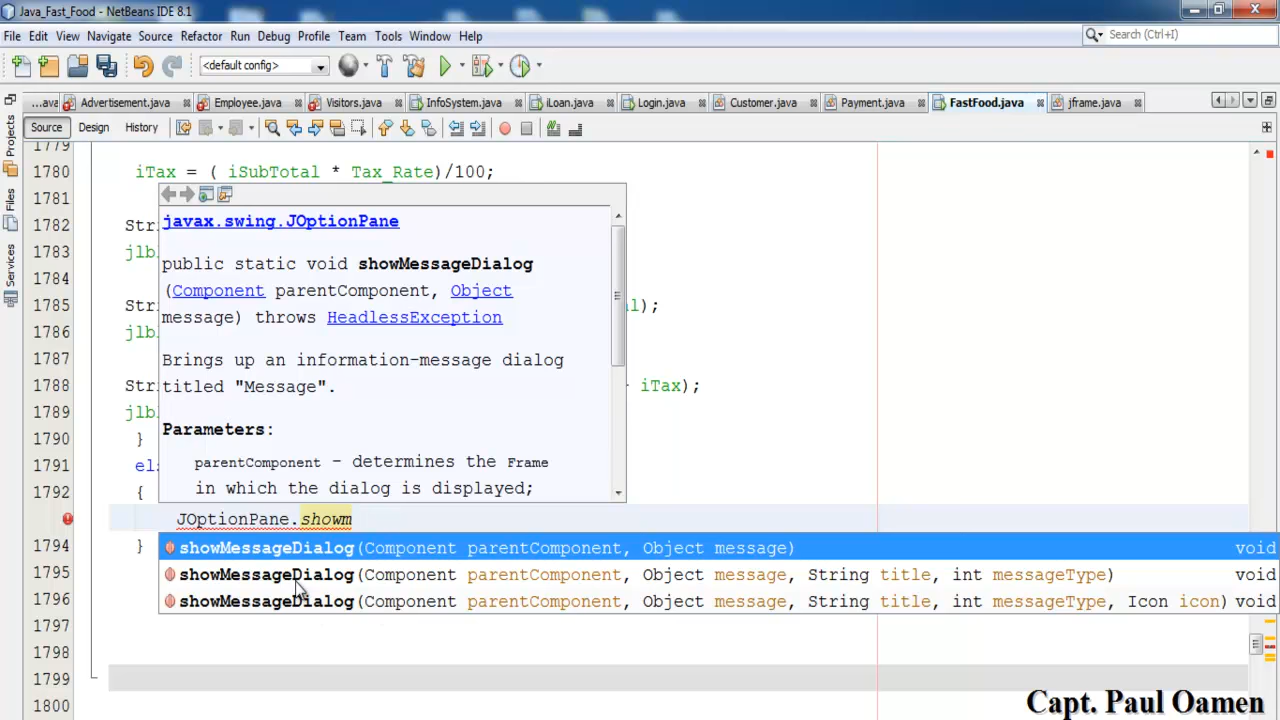 Java_Fast_Food - NetBeans IDE 8.1
File Edit View Navigate Source Refactor Run Debug Profile Team Tools Window Help
Search (Ctrl+I)
<default config>
...ava Advertisement.java Employee.java Visitors.java InfoSystem.java iLoan.java Login.java Customer.java Payment.java FastFood.java jframe.java
Source Design History
Projects
Files
Services
1779
1780 iTax = ( iSubTotal * Tax_Rate)/100;
1781
javax.swing.JOptionPane
1782 Str
1783 jlb
public static void showMessageDialog
1784
(Component parentComponent, Object
1785 Str l);
message) throws HeadlessException
1786 jlb
1787
Brings up an information-message dialog
1788 Str iTax);
titled "Message".
1789 jlb
Parameters:
1790 }
parentComponent - determines the Frame
1791 els
in which the dialog is displayed;
1792 {
JOptionPane.showm
1794 }
showMessageDialog(Component parentComponent, Object message) void
1795 showMessageDialog(Component parentComponent, Object message, String title, int messageType) void
1796 showMessageDialog(Component parentComponent, Object message, String title, int messageType, Icon icon) void
1797
1798
1799
1800
Capt. Paul Oamen